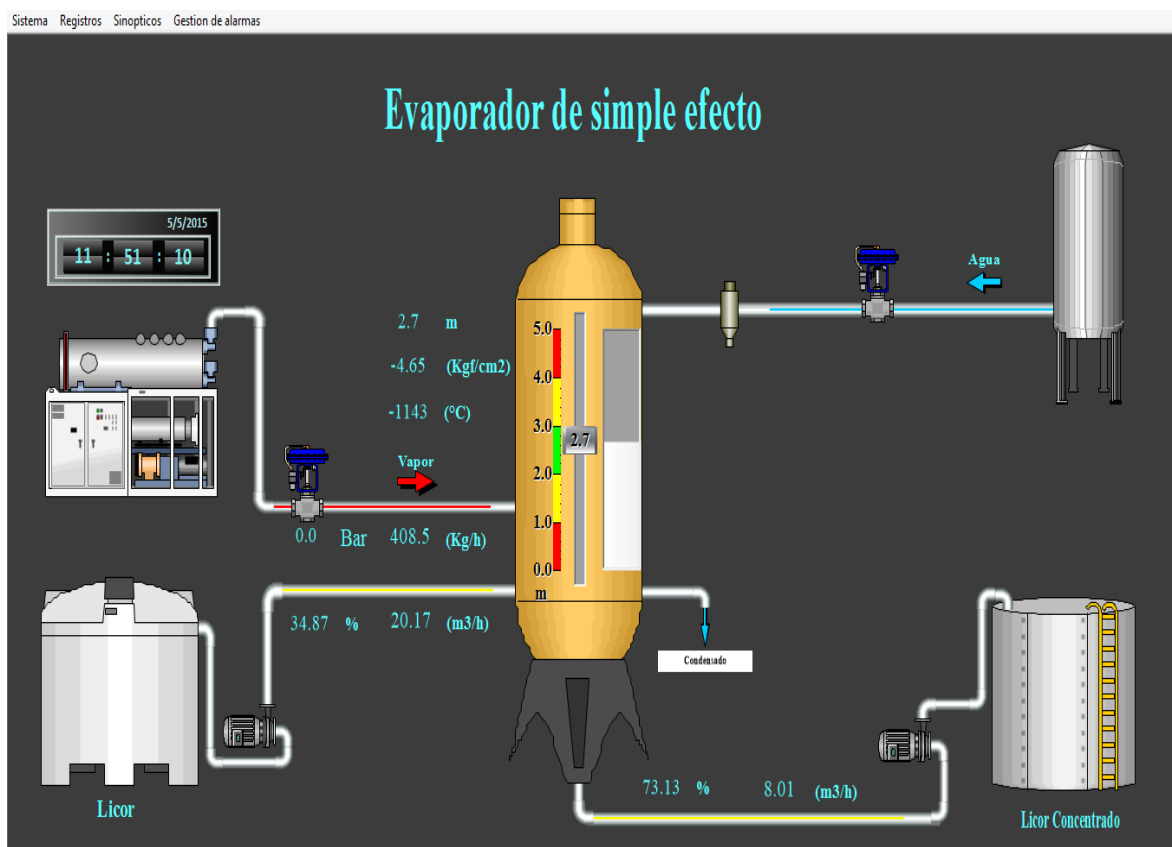 Sistema Registros Sinopticos Gestion de alarmas
Evaporador de simple efecto
5/5/2015
11 : 51 : 10
Agua
2.7 m
-4.65 (Kgf/cm2)
-1143 (°C)
Vapor
0.0 Bar 408.5 (Kg/h)
34.87 % 20.17 (m3/h)
5.0
4.0
3.0
2.7
2.0
1.0
0.0
m
Condensado
Licor
73.13 % 8.01 (m3/h)
Licor Concentrado